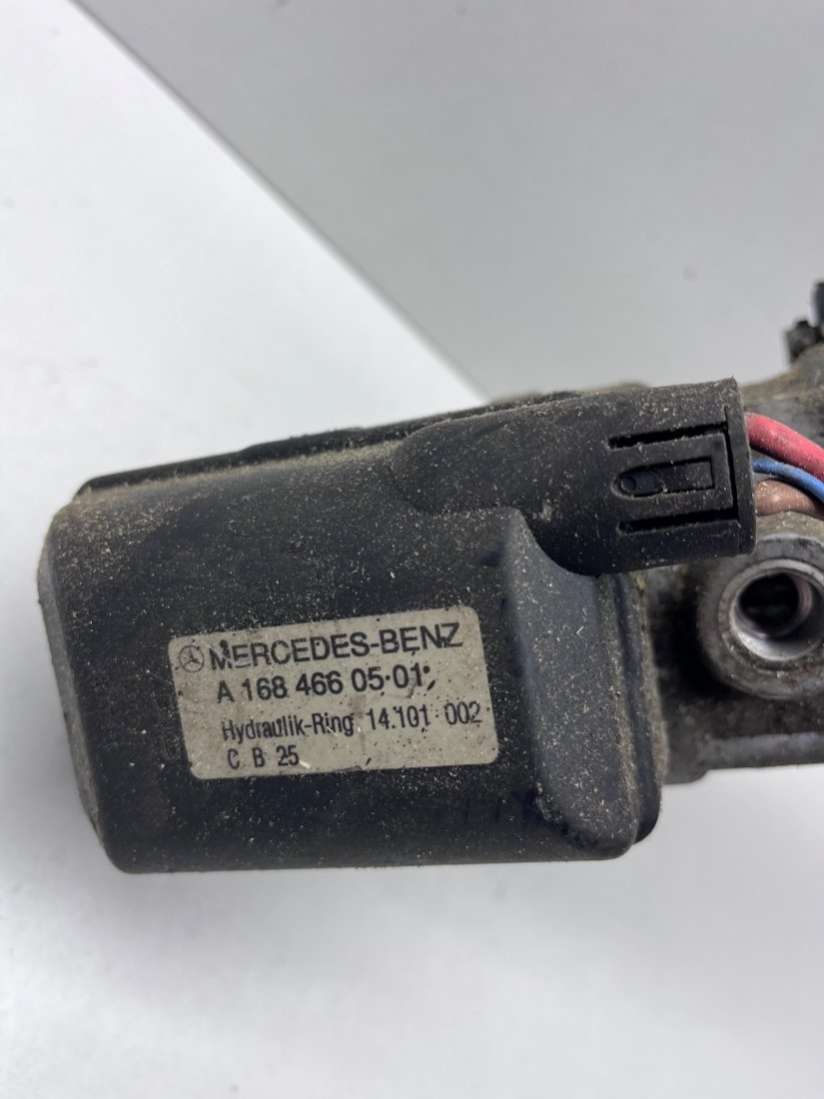 MERCEDES-BENZ
A 168 466 05 01
Hydraulik-Ring 14.101 002
C B 25